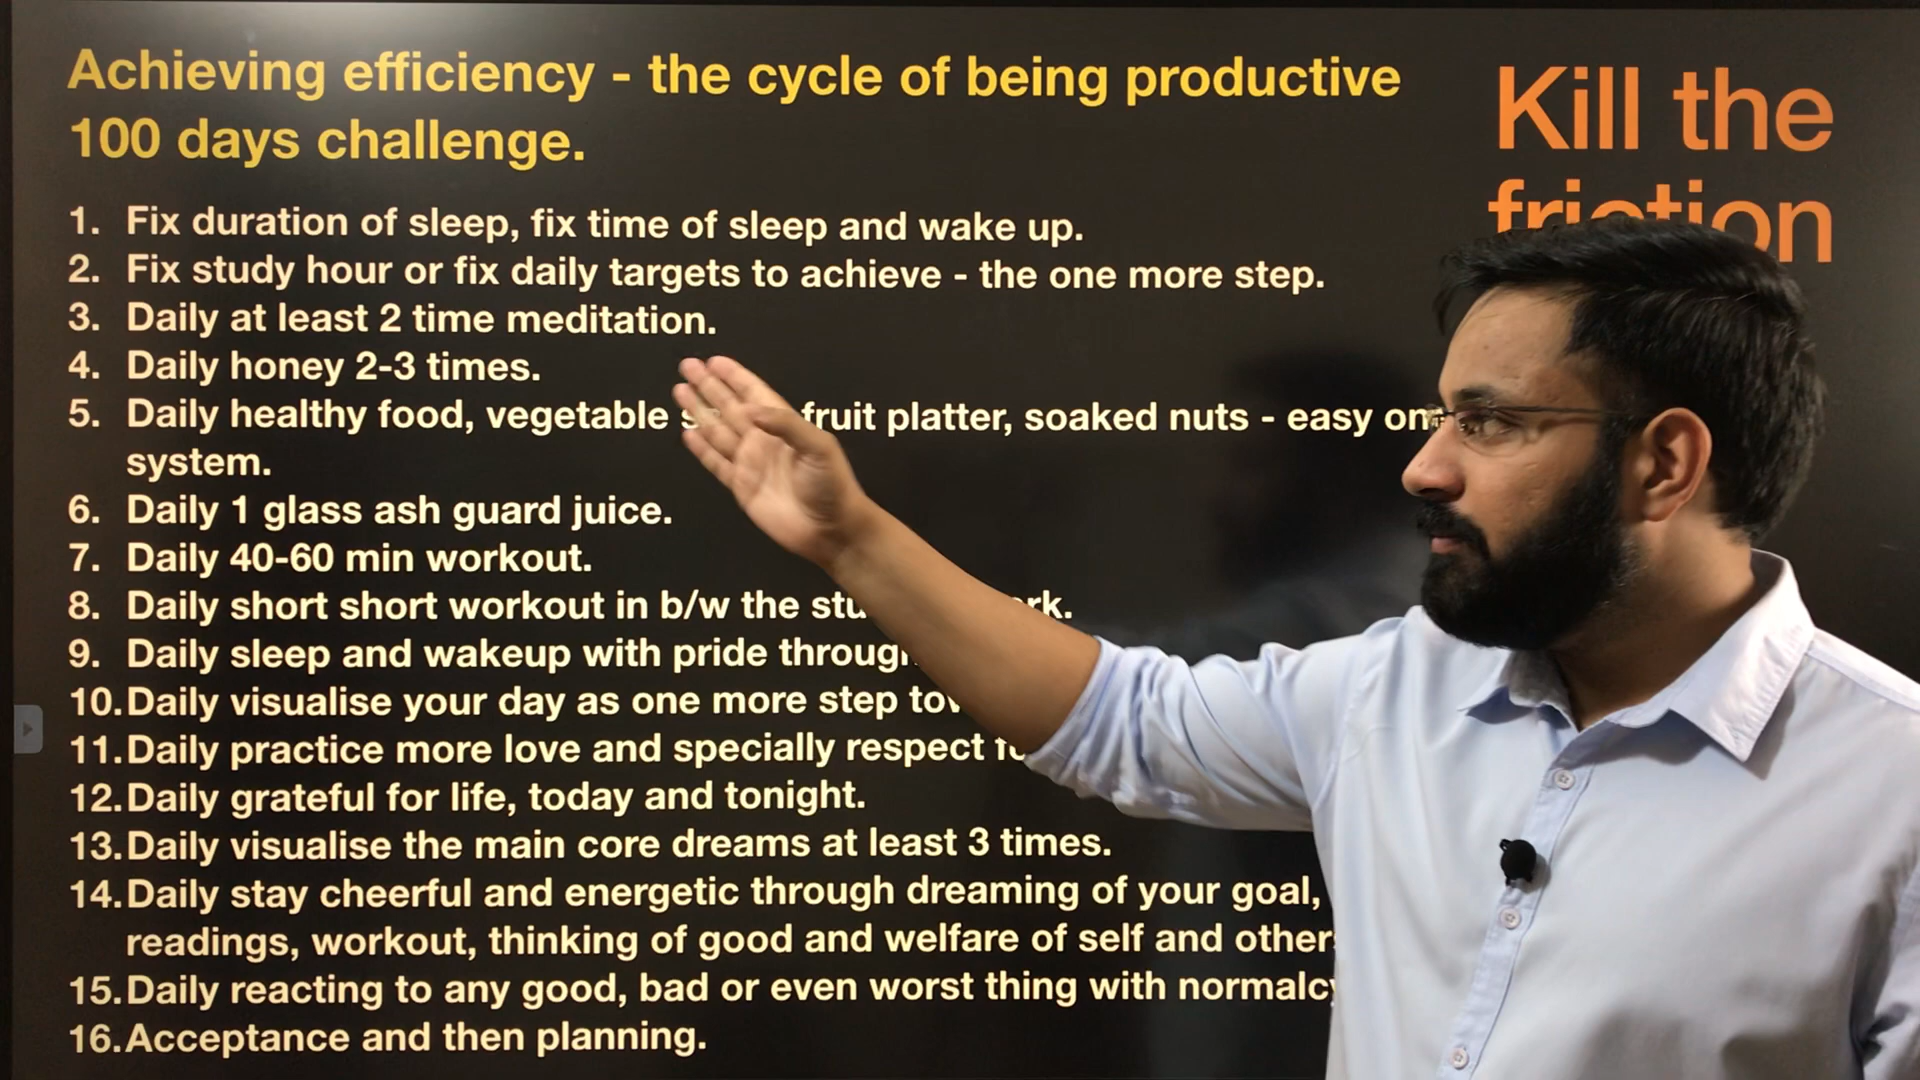 Achieving efficiency - the cycle of being productive
100 days challenge.
Kill the
friction
1. Fix duration of sleep, fix time of sleep and wake up.
2. Fix study hour or fix daily targets to achieve - the one more step.
3. Daily at least 2 time meditation.
4. Daily honey 2-3 times.
5. Daily healthy food, vegetable fruit platter, soaked nuts - easy on
system.
6. Daily 1 glass ash guard juice.
7. Daily 40-60 min workout.
8. Daily short short workout in b/w the
9. Daily sleep and wakeup with pride
10. Daily visualise your day as one more step
11. Daily practice more love and specially respect
12. Daily grateful for life, today and tonight.
13. Daily visualise the main core dreams at least 3 times.
14. Daily stay cheerful and energetic through dreaming of your goal,
readings, workout, thinking of good and welfare of self and
15. Daily reacting to any good, bad or even worst thing with
16. Acceptance and then planning.